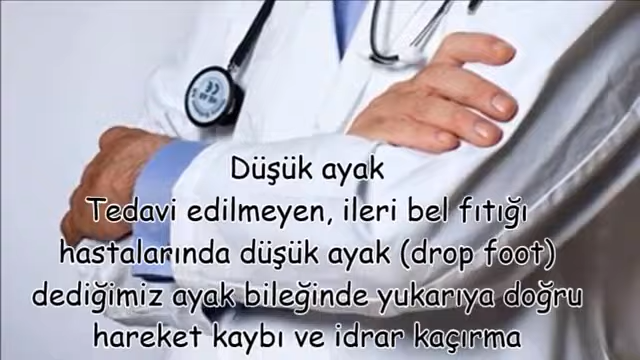 Düşük ayak
Tedavi edilmeyen, ileri bel fıtığı
hastalarında düşük ayak (drop foot)
dediğimiz ayak bileğinde yukarıya doğru
hareket kaybı ve idrar kaçırma